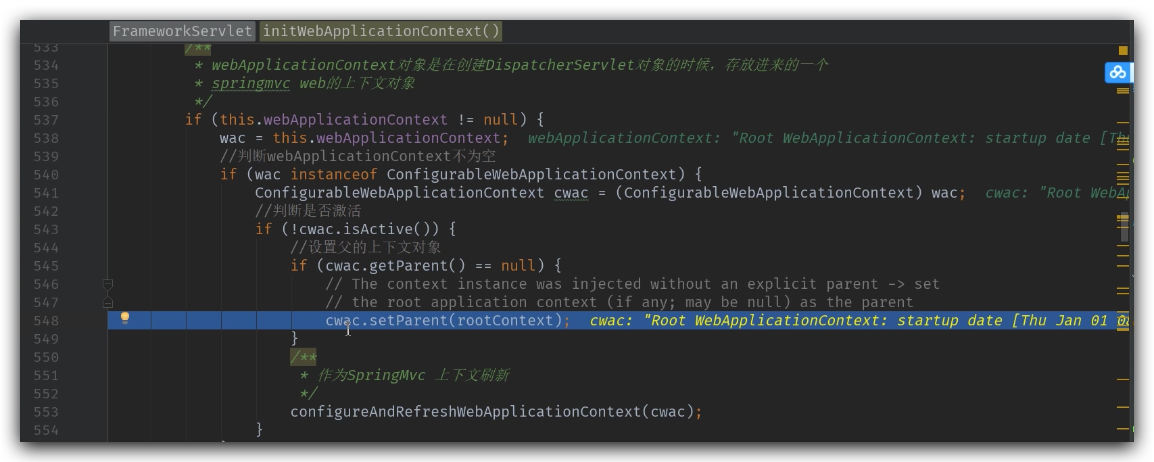 FrameworkServlet initWebApplicationContext()
533 /**
534 * webApplicationContext对象是在创建DispatcherServlet对象的时候，存放进来的一个
535 * springmvc web的上下文对象
536 */
537 if (this.webApplicationContext != null) {
538 wac = this.webApplicationContext; webApplicationContext: "Root WebApplicationContext: startup date [Thu
539 //判断webApplicationContext不为空
540 if (wac instanceof ConfigurableWebApplicationContext) {
541 ConfigurableWebApplicationContext cwac = (ConfigurableWebApplicationContext) wac; cwac: "Root WebAp
542 //判断是否激活
543 if (!cwac.isActive()) {
544 //设置父的上下文对象
545 if (cwac.getParent() == null) {
546 // The context instance was injected without an explicit parent -> set
547 // the root application context (if any; may be null) as the parent
548 cwac.setParent(rootContext); cwac: "Root WebApplicationContext: startup date [Thu Jan 01
549 }
550 /**
551 * 作为SpringMvc 上下文刷新
552 */
553 configureAndRefreshWebApplicationContext(cwac);
554 }